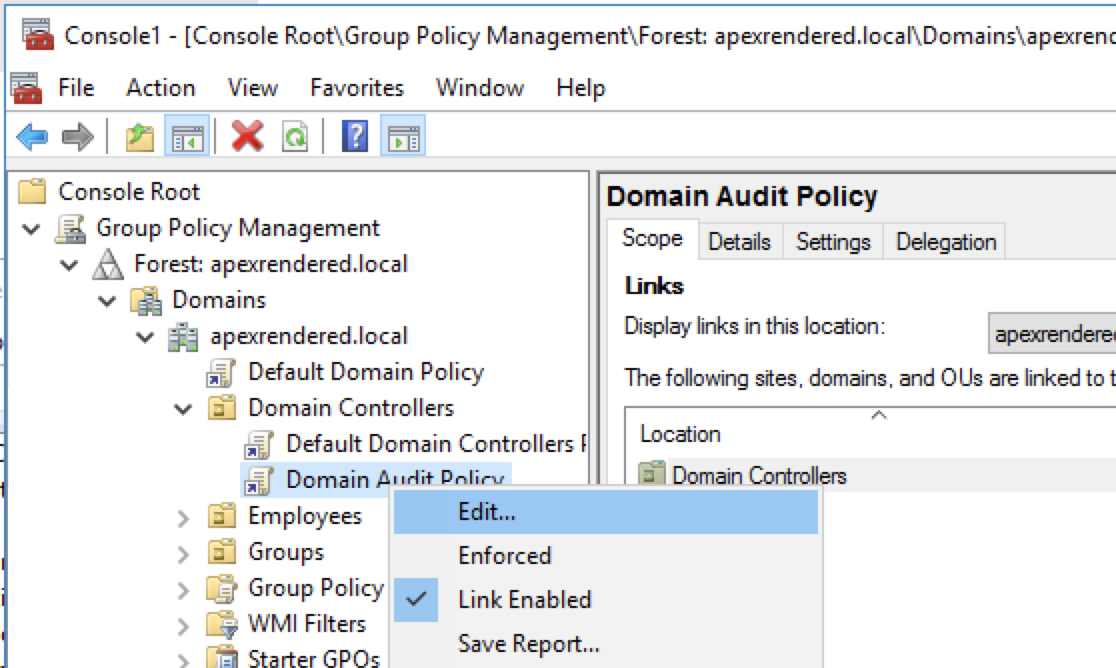 Console1 - [Console Root\Group Policy Management\Forest: apexrendered.local\Domains\apexrend
File Action View Favorites Window Help
Console Root
Group Policy Management
Forest: apexrendered.local
Domains
apexrendered.local
Default Domain Policy
Domain Controllers
Default Domain Controllers
Domain Audit Policy
Employees
Groups
Group Policy
WMI Filters
Starter GPOs
Edit...
Enforced
Link Enabled
Save Report...
Domain Audit Policy
Scope Details Settings Delegation
Links
Display links in this location:
apexrendere
The following sites, domains, and OUs are linked to t
Location
Domain Controllers